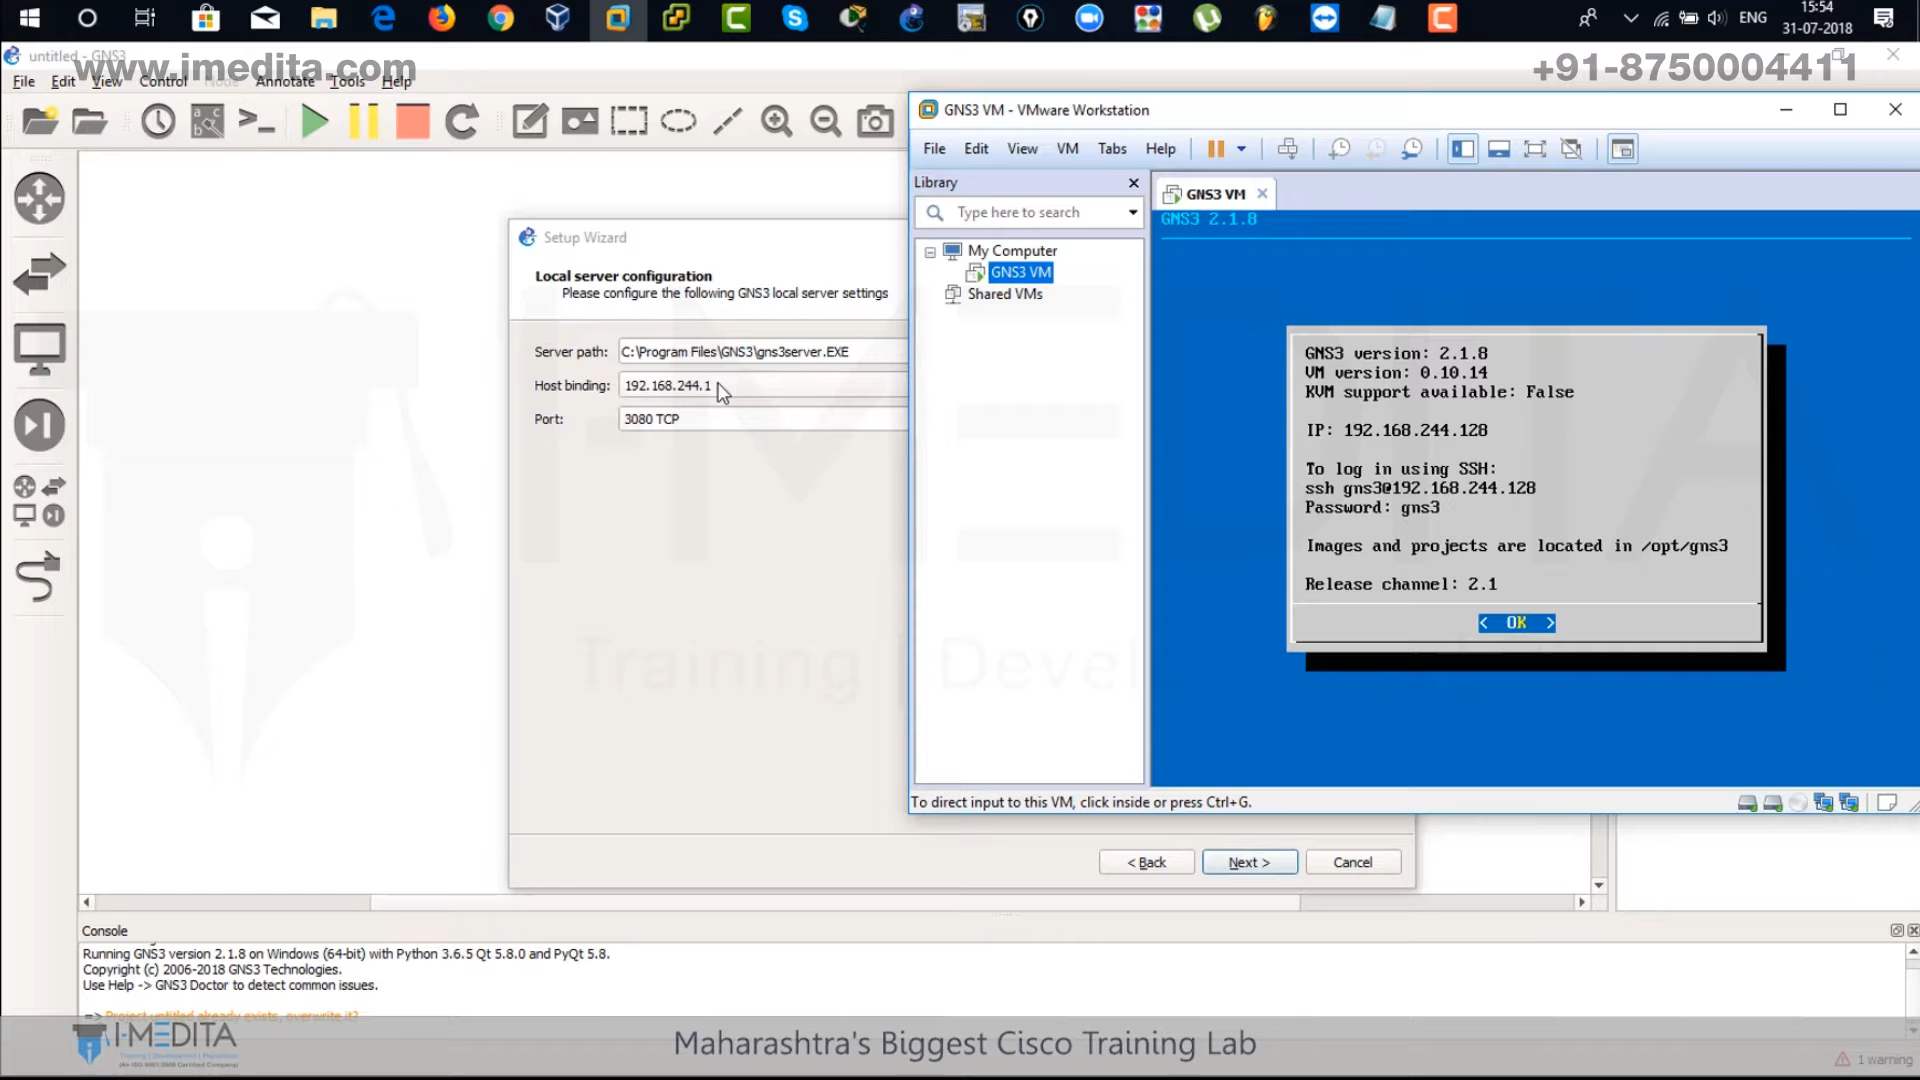 ENG
15:54
31-07-2018
untitled - GNS3
www.imedita.com
+91-8750004411
File Edit View Control Node Annotate Tools Help
GNS3 VM - VMware Workstation
File Edit View VM Tabs Help
Library
Type here to search
My Computer
GNS3 VM
Shared VMs
GNS3 VM
GNS3 2.1.8
Setup Wizard
Local server configuration
Please configure the following GNS3 local server settings
Server path: C:\Program Files\GNS3\gns3server.EXE
Host binding: 192.168.244.1
Port: 3080 TCP
GNS3 version: 2.1.8
VM version: 0.10.14
KVM support available: False
IP: 192.168.244.128
To log in using SSH:
ssh gns3@192.168.244.128
Password: gns3
Images and projects are located in /opt/gns3
Release channel: 2.1
< OK >
Training | Devel
To direct input to this VM, click inside or press Ctrl+G.
< Back Next > Cancel
Console
Running GNS3 version 2.1.8 on Windows (64-bit) with Python 3.6.5 Qt 5.8.0 and PyQt 5.8.
Copyright (c) 2006-2018 GNS3 Technologies.
Use Help -> GNS3 Doctor to detect common issues.
=> Project untitled already exists, overwrite it?
I-MEDITA
Maharashtra's Biggest Cisco Training Lab
1 warning